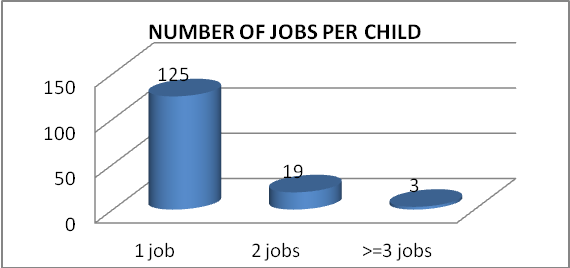 NUMBER OF JOBS PER CHILD
150
100
50
0
125
19
3
1 job
2 jobs
>=3 jobs